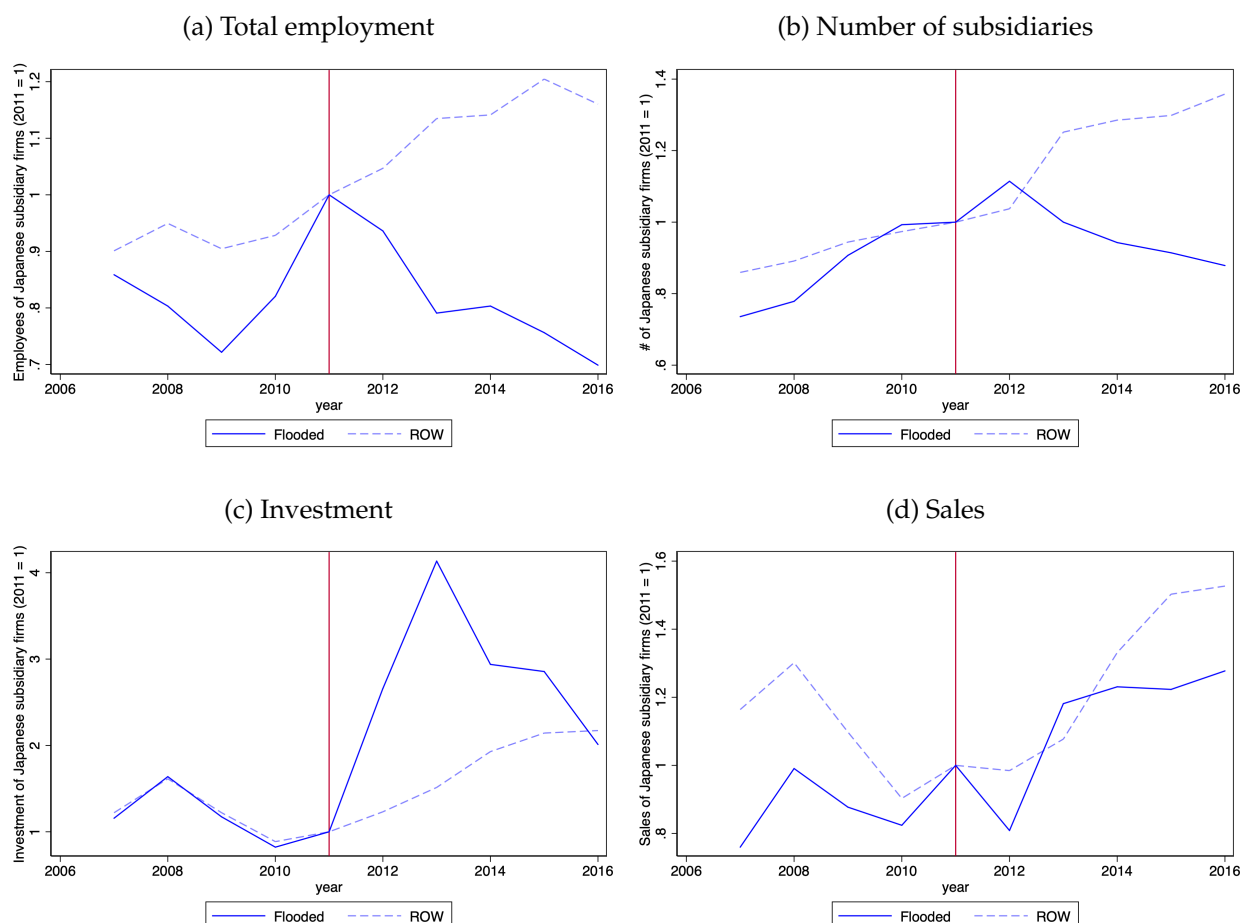 (a) Total employment
Employees of Japanese subsidiary firms (2011 = 1)
1.2
1.1
1
.9
.8
.7
2006 2008 2010 2012 2014 2016
year
Flooded ROW
(b) Number of subsidiaries
# of Japanese subsidiary firms (2011 = 1)
1.4
1.2
1
.8
.6
2006 2008 2010 2012 2014 2016
year
Flooded ROW
(c) Investment
Investment of Japanese subsidiary firms (2011 = 1)
4
3
2
1
2006 2008 2010 2012 2014 2016
year
Flooded ROW
(d) Sales
Sales of Japanese subsidiary firms (2011 = 1)
1.6
1.4
1.2
1
.8
2006 2008 2010 2012 2014 2016
year
Flooded ROW